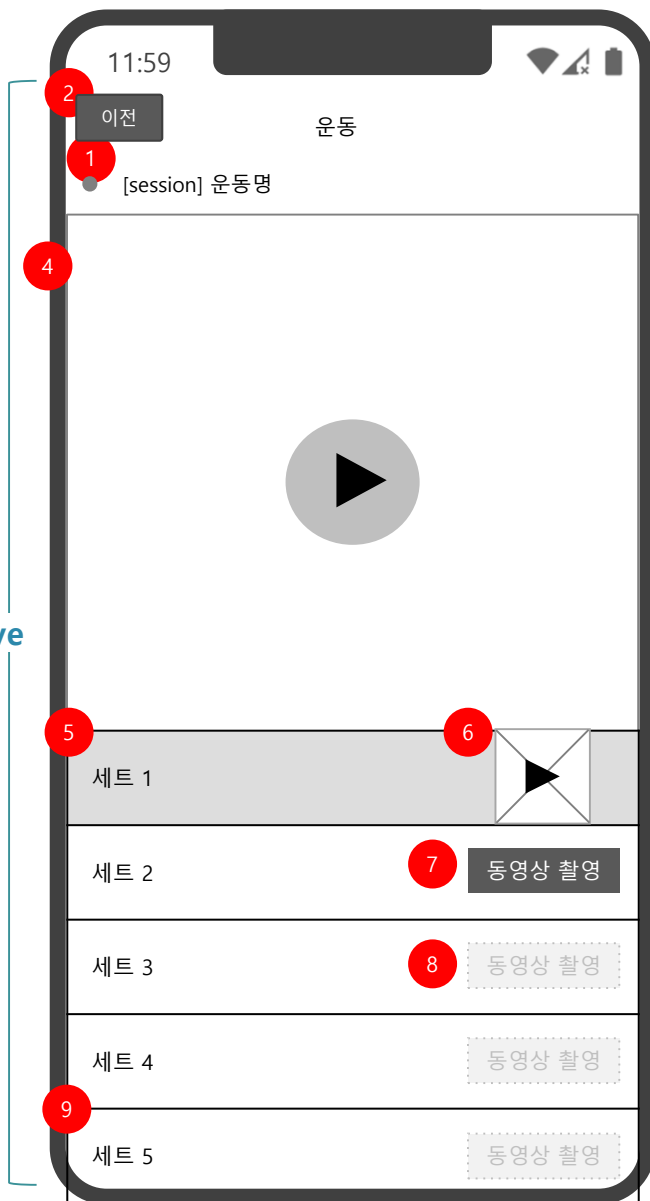 11:59
2
이전
운동
1
[session] 운동명
4
ve
5
6
세트 1
세트 2
7
동영상 촬영
세트 3
8
동영상 촬영
세트 4
동영상 촬영
9
세트 5
동영상 촬영